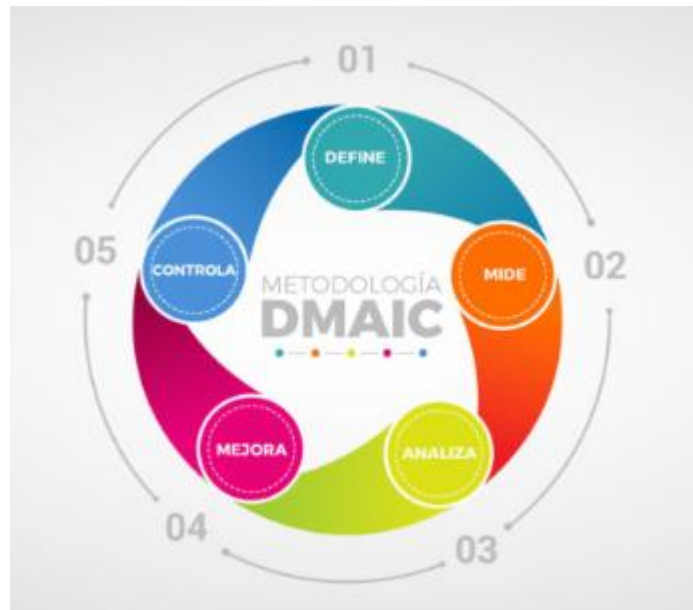 01
DEFINE
02
MIDE
03
ANALIZA
04
MEJORA
05
CONTROLA
METODOLOGÍA
DMAIC